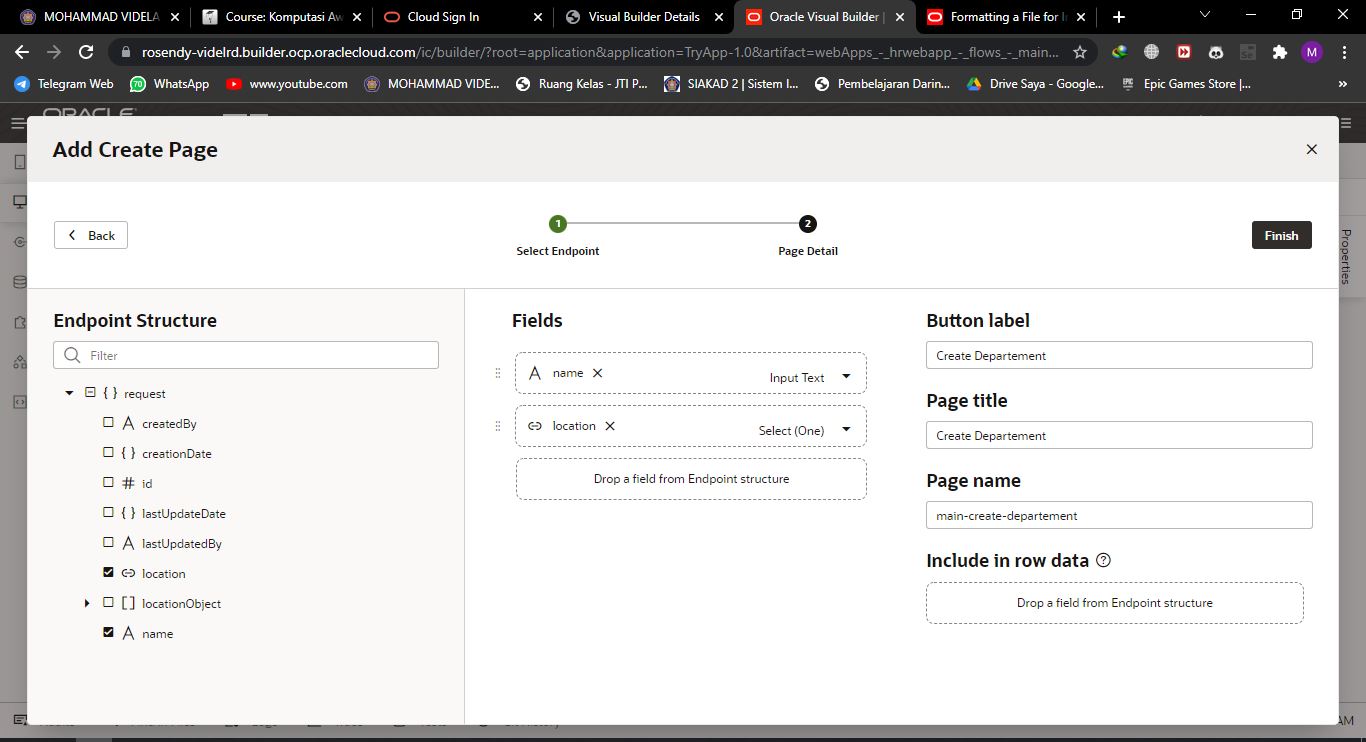 MOHAMMAD VIDELA
Course: Komputasi Aw
Cloud Sign In
Visual Builder Details
Oracle Visual Builder |
Formatting a File for I
rosendy-videlrd.builder.ocp.oraclecloud.com/ic/builder/?root=application&application=TryApp-1.0&artifact=webApps_-_hrwebapp_-_flows_-_main...
M
Telegram Web
70
WhatsApp
www.youtube.com
MOHAMMAD VIDE...
Ruang Kelas - JTI P...
SIAKAD 2 | Sistem I...
Pembelajaran Darin...
Drive Saya - Google...
Epic Games Store |...
ORACLE
Add Create Page
Back
1
2
Select Endpoint
Page Detail
Finish
Properties
Endpoint Structure
Filter
{ } request
A createdBy
{ } creationDate
# id
{ } lastUpdateDate
A lastUpdatedBy
location
[ ] locationObject
A name
Fields
A name
Input Text
location
Select (One)
Drop a field from Endpoint structure
Button label
Create Departement
Page title
Create Departement
Page name
main-create-departement
Include in row data
Drop a field from Endpoint structure
AM